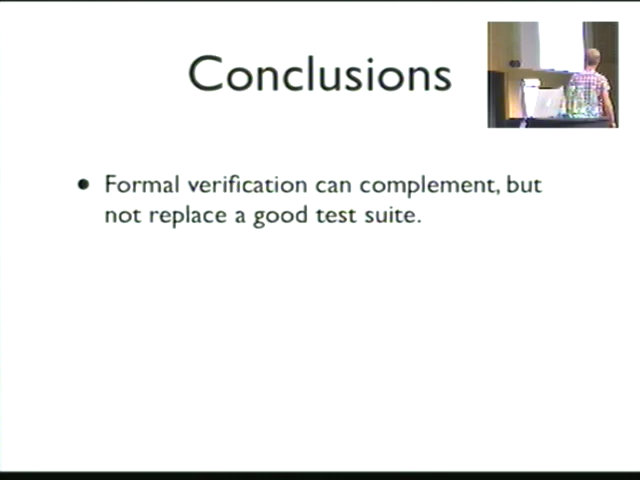 Conclusions
• Formal verification can complement, but
not replace a good test suite.